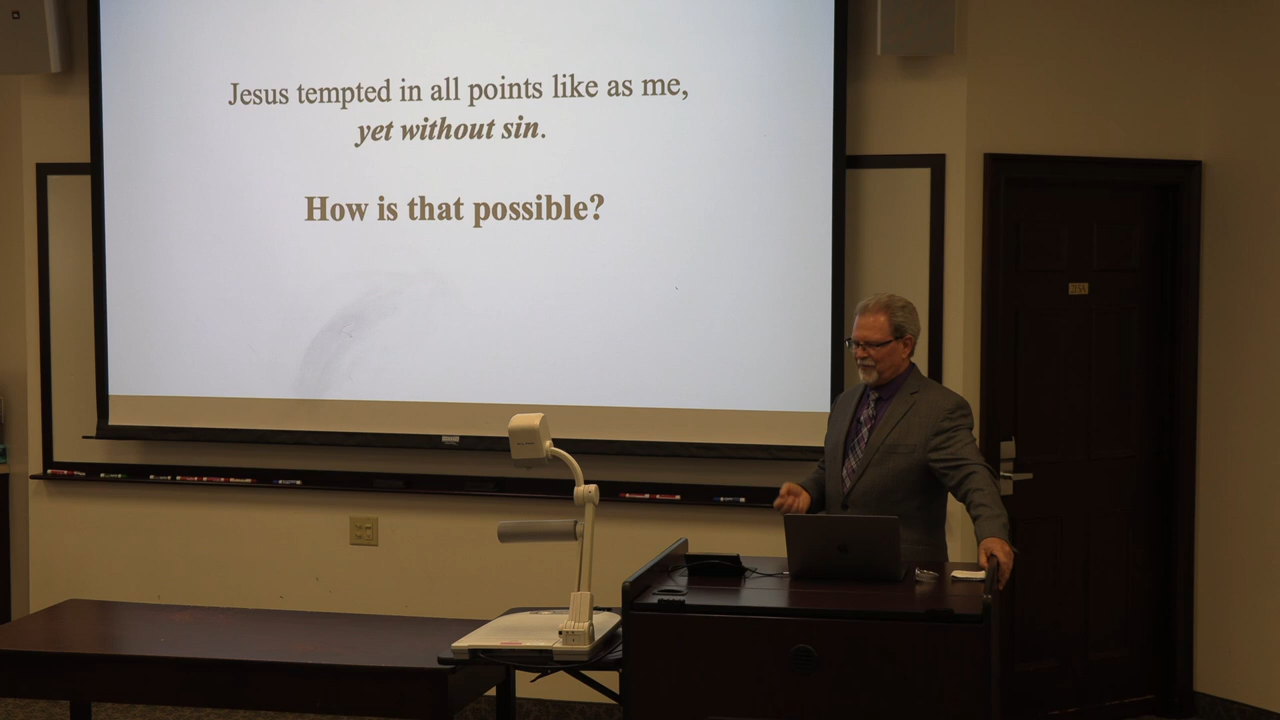 Jesus tempted in all points like as me,
yet without sin.
How is that possible?